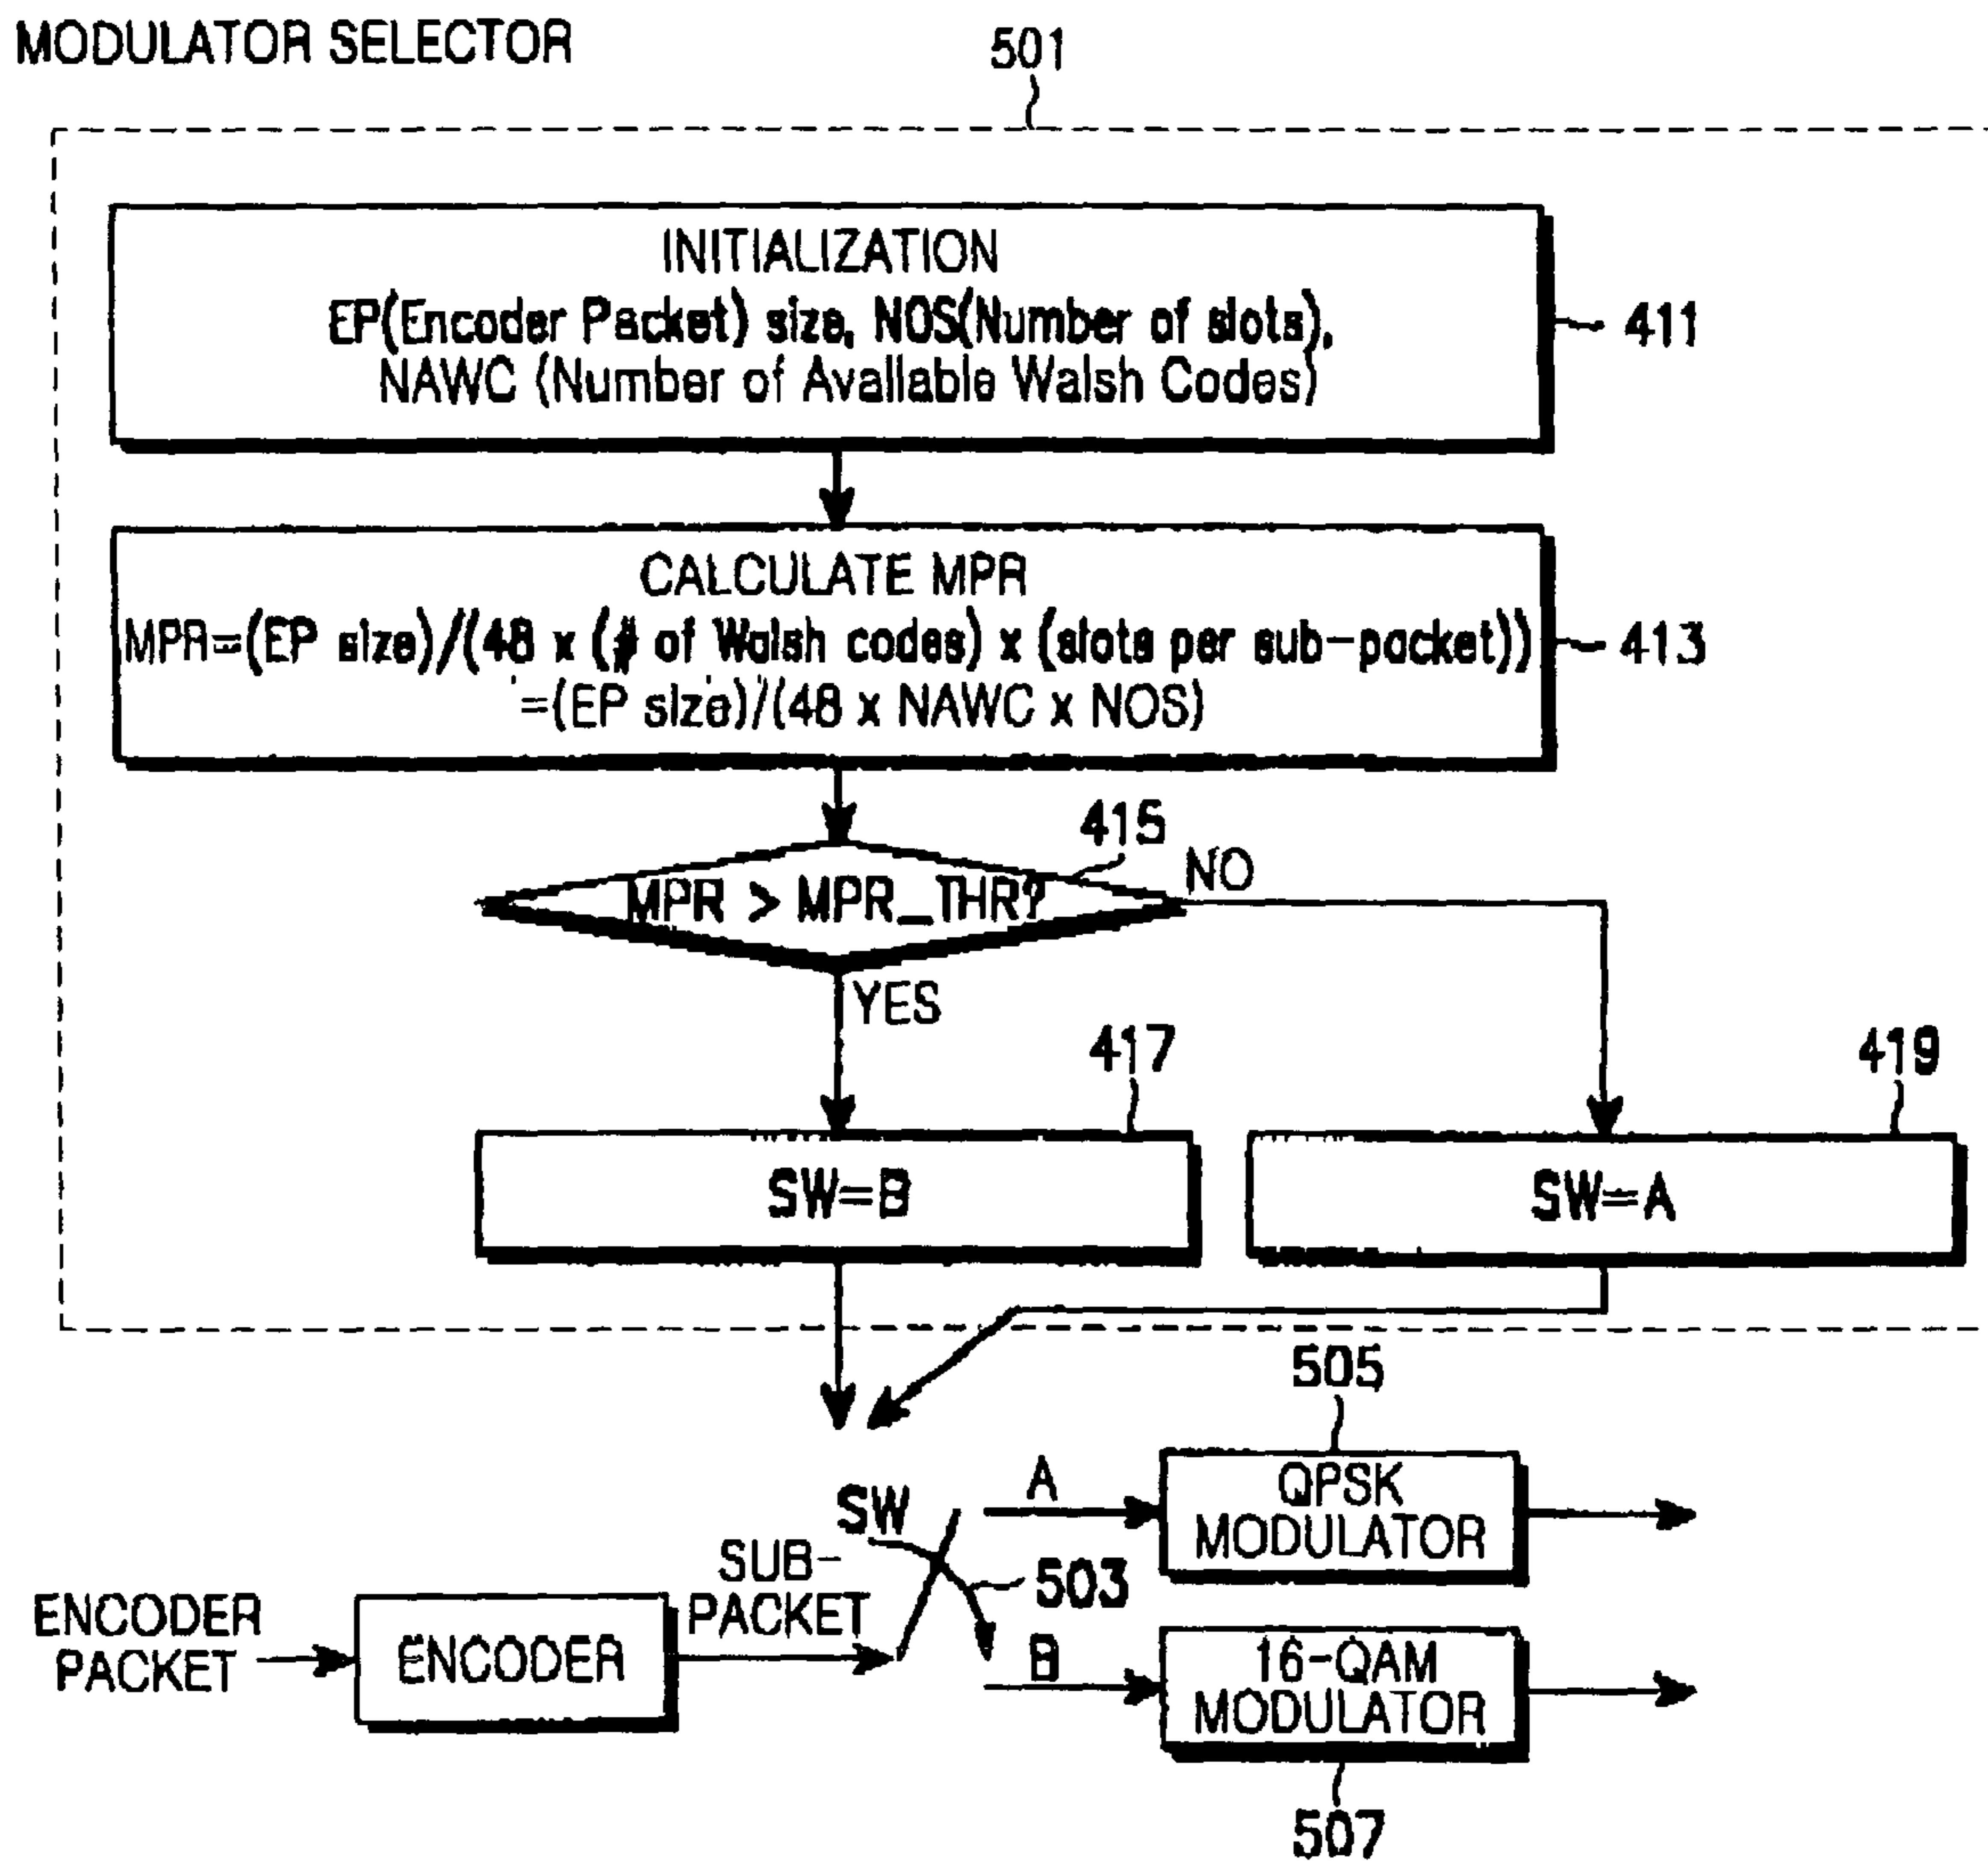 MODULATOR SELECTOR
501
INITIALIZATION
EP(Encoder Packet) size, NOS(Number of slots),
NAWC (Number of Available Walsh Codes)
411
CALCULATE MPR
MPR=(EP size)/(48 x (# of Walsh codes) x (slots per sub-packet))
=(EP size)/(48 x NAWC x NOS)
413
415
MPR > MPR_THR?
NO
YES
417
419
SW=B
SW=A
505
A
QPSK
MODULATOR
SW
SUB-
PACKET
503
ENCODER
PACKET
ENCODER
B
16-QAM
MODULATOR
507